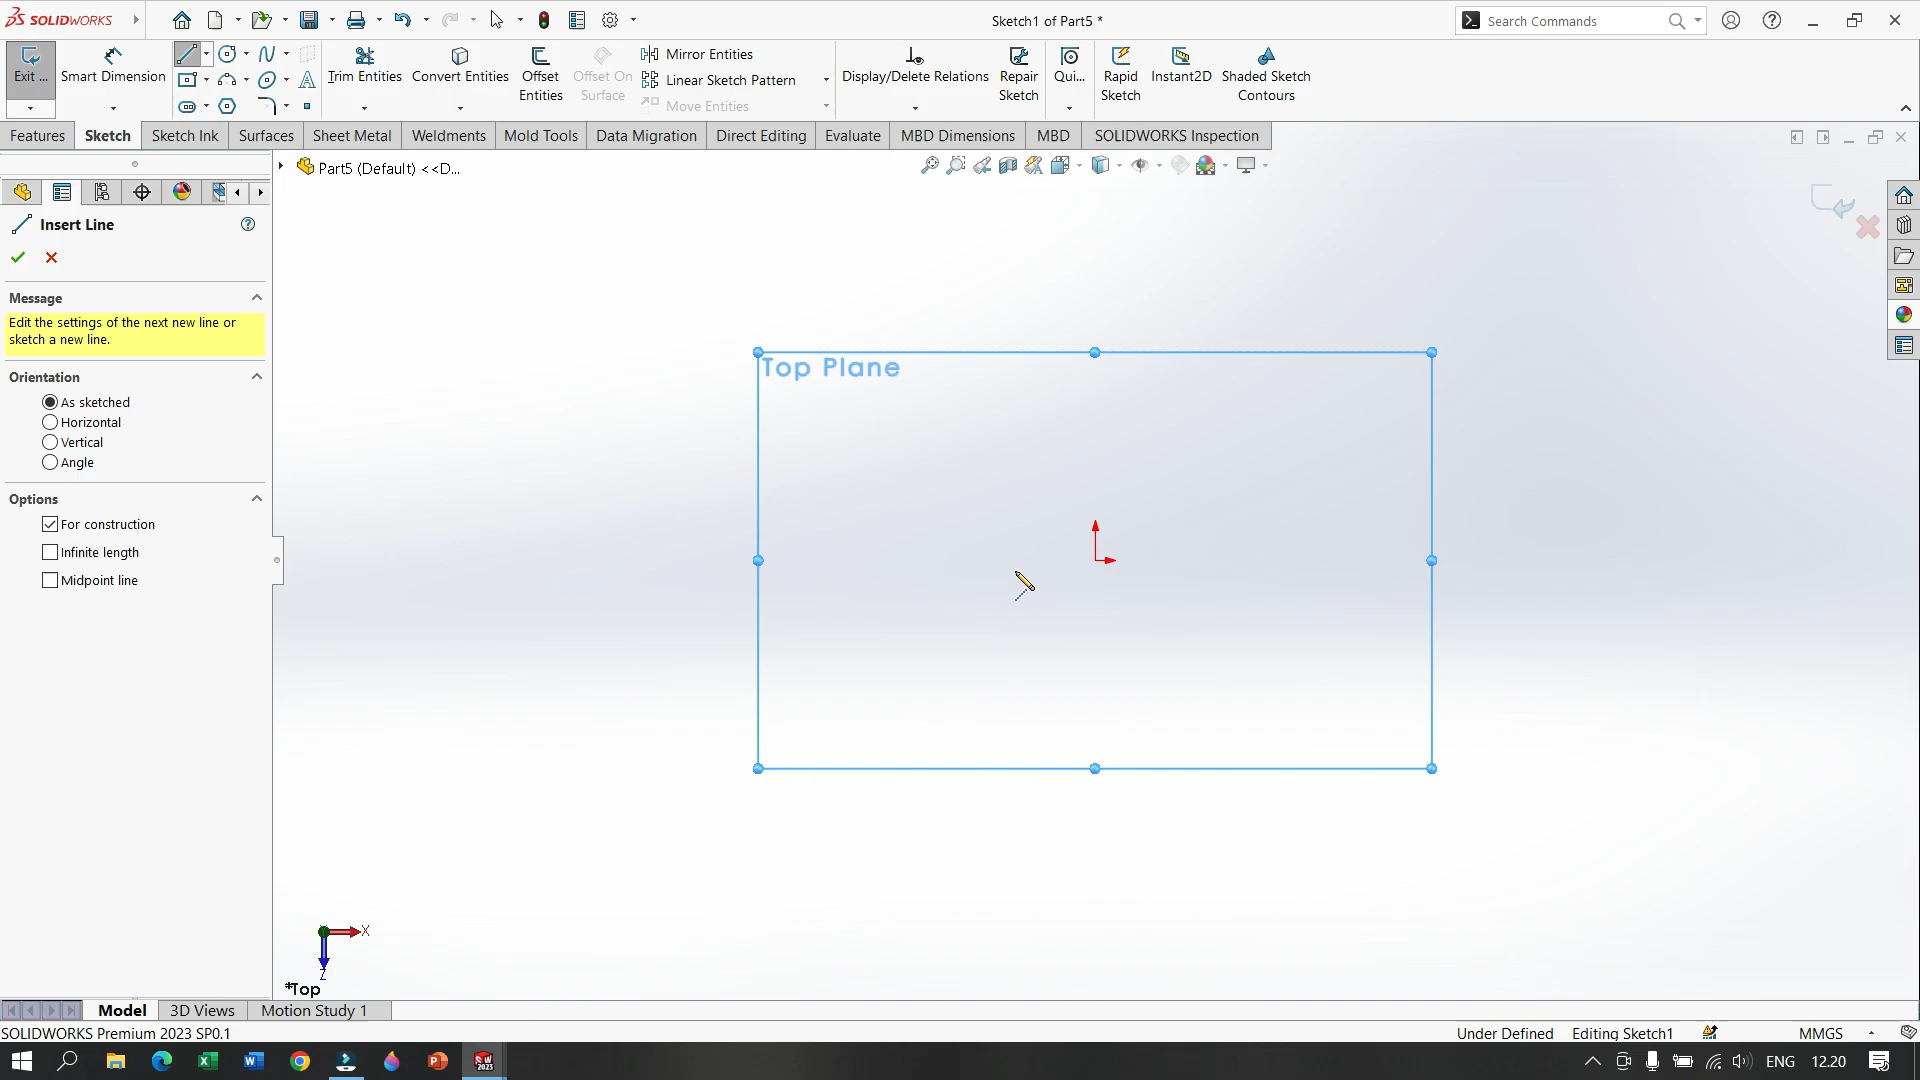 SOLIDWORKS
Sketch1 of Part5 *
Search Commands
Exit ...
Smart Dimension
Trim Entities
Convert Entities
Offset
Entities
Offset On
Surface
Mirror Entities
Linear Sketch Pattern
Move Entities
Display/Delete Relations
Repair
Sketch
Qui...
Rapid
Sketch
Instant2D
Shaded Sketch
Contours
Features
Sketch
Sketch Ink
Surfaces
Sheet Metal
Weldments
Mold Tools
Data Migration
Direct Editing
Evaluate
MBD Dimensions
MBD
SOLIDWORKS Inspection
Part5 (Default) <<D...
Insert Line
Message
Edit the settings of the next new line or
sketch a new line.
Orientation
As sketched
Horizontal
Vertical
Angle
Options
For construction
Infinite length
Midpoint line
Top Plane
X
Z
*Top
Model
3D Views
Motion Study 1
SOLIDWORKS Premium 2023 SP0.1
Under Defined
Editing Sketch1
MMGS
ENG
12.20